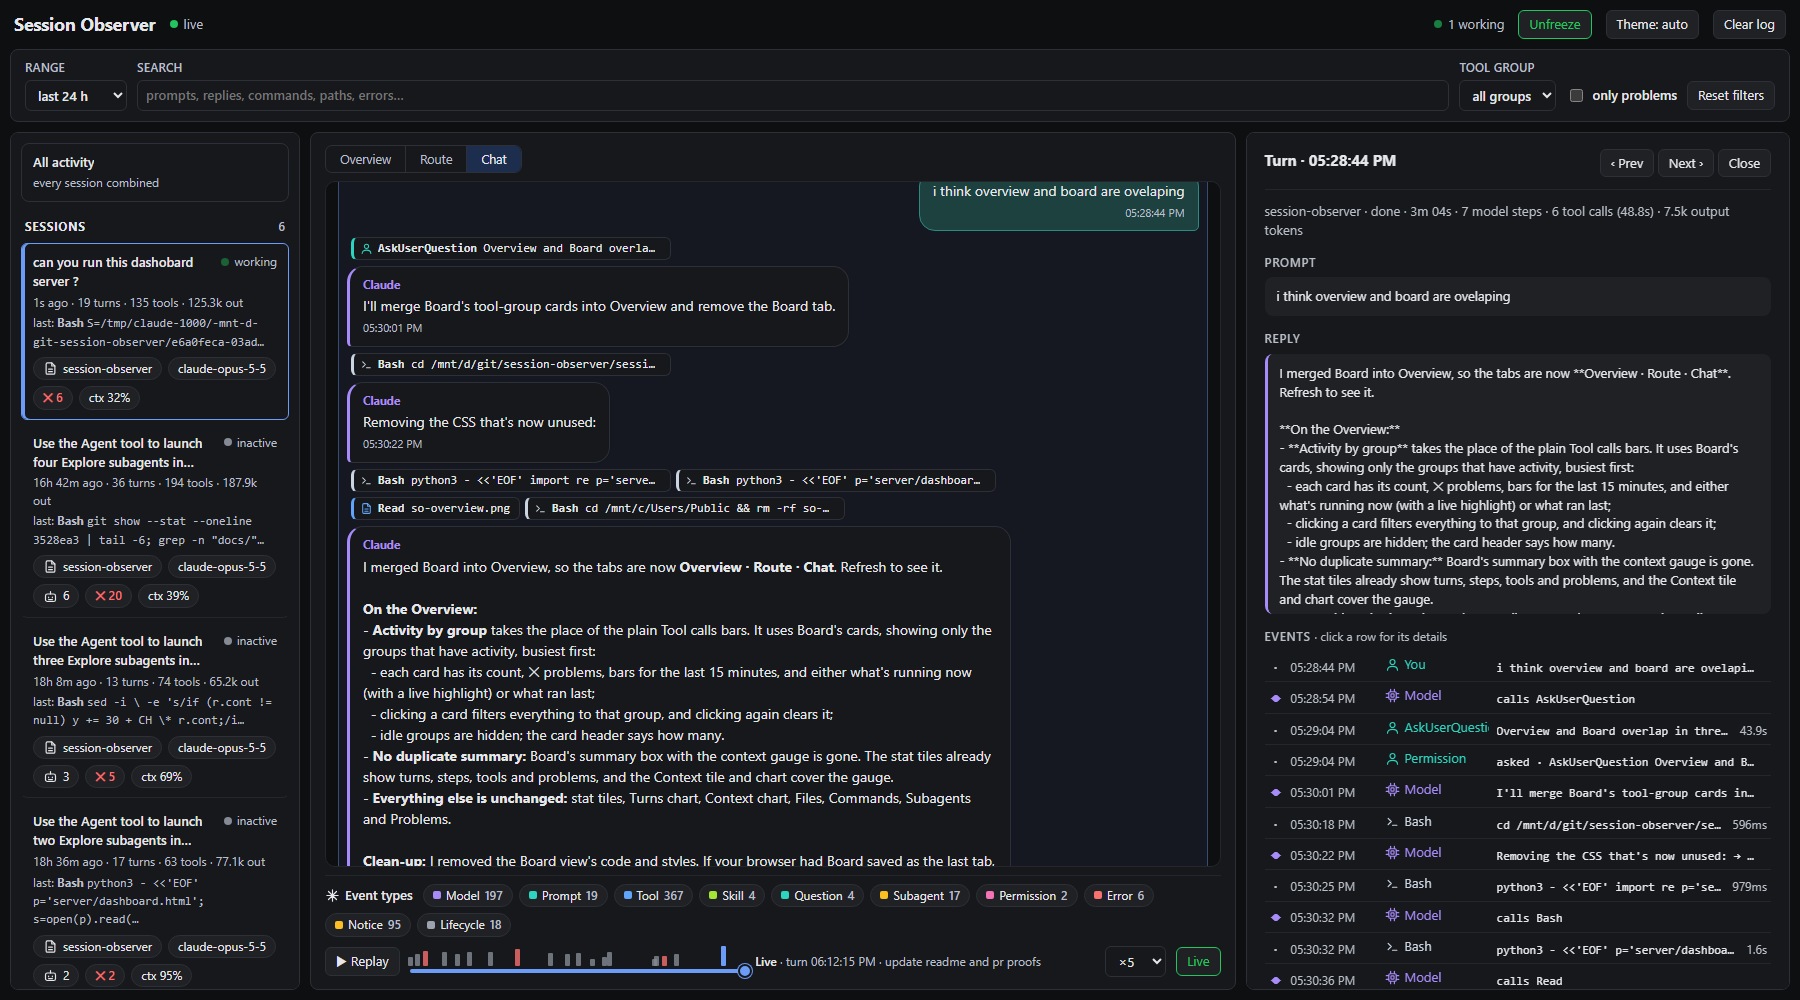 Session Observer
live
1 working
Unfreeze
Theme: auto
Clear log
RANGE
last 24 h
SEARCH
prompts, replies, commands, paths, errors...
TOOL GROUP
all groups
only problems
Reset filters
All activity
every session combined
SESSIONS 6
can you run this dashobard
server ?
working
1s ago · 19 turns · 135 tools · 125.3k out
last: Bash S=/tmp/claude-1000/-mnt-d-
git-session-observer/e6a0feca-03ad…
session-observer
claude-opus-5-5
6
ctx 32%
Use the Agent tool to launch
four Explore subagents in...
inactive
16h 42m ago · 36 turns · 194 tools · 187.9k
out
last: Bash git show --stat --oneline
3528ea3 | tail -6; grep -n "docs/"…
session-observer
claude-opus-5-5
6
20
ctx 39%
Use the Agent tool to launch
three Explore subagents in...
inactive
18h 8m ago · 13 turns · 74 tools · 65.2k out
last: Bash sed -i \ -e 's/if (r.cont !=
null) y += 30 + CH \* r.cont;/i…
session-observer
claude-opus-5-5
3
5
ctx 69%
Use the Agent tool to launch
two Explore subagents in...
inactive
18h 36m ago · 17 turns · 63 tools · 77.1k out
last: Bash python3 - <<'EOF'
p='server/dashboard.html';
s=open(p).read(…
session-observer
claude-opus-5-5
2
2
ctx 95%
Overview
Route
Chat
i think overview and board are ovelaping
05:28:44 PM
AskUserQuestion Overview and Board overla…
Claude
I'll merge Board's tool-group cards into Overview and remove the Board tab.
05:30:01 PM
Bash cd /mnt/d/git/session-observer/sessi…
Claude
Removing the CSS that's now unused:
05:30:22 PM
Bash python3 - <<'EOF' import re p='serve…
Bash python3 - <<'EOF' p='server/dashboar…
Read so-overview.png
Bash cd /mnt/c/Users/Public && rm -rf so-…
Claude
I merged Board into Overview, so the tabs are now Overview · Route · Chat. Refresh to see it.
On the Overview:
- Activity by group takes the place of the plain Tool calls bars. It uses Board's cards, showing only the
groups that have activity, busiest first:
- each card has its count, ✕ problems, bars for the last 15 minutes, and either what's running now
(with a live highlight) or what ran last;
- clicking a card filters everything to that group, and clicking again clears it;
- idle groups are hidden; the card header says how many.
- No duplicate summary: Board's summary box with the context gauge is gone. The stat tiles already
show turns, steps, tools and problems, and the Context tile and chart cover the gauge.
- Everything else is unchanged: stat tiles, Turns chart, Context chart, Files, Commands, Subagents
and Problems.
Clean-up: I removed the Board view's code and styles. If your browser had Board saved as the last tab,
Event types
Model 197
Prompt 19
Tool 367
Skill 4
Question 4
Subagent 17
Permission 2
Error 6
Notice 95
Lifecycle 18
Replay
Live · turn 06:12:15 PM · update readme and pr proofs
×5
Live
Turn · 05:28:44 PM
‹ Prev
Next ›
Close
session-observer · done · 3m 04s · 7 model steps · 6 tool calls (48.8s) · 7.5k output
tokens
PROMPT
i think overview and board are ovelaping
REPLY
I merged Board into Overview, so the tabs are now **Overview · Route · Chat**.
Refresh to see it.
**On the Overview:**
- **Activity by group** takes the place of the plain Tool calls bars. It uses Board's
cards, showing only the groups that have activity, busiest first:
- each card has its count, ✕ problems, bars for the last 15 minutes, and either
what's running now (with a live highlight) or what ran last;
- clicking a card filters everything to that group, and clicking again clears it;
- idle groups are hidden; the card header says how many.
- **No duplicate summary:** Board's summary box with the context gauge is gone.
The stat tiles already show turns, steps, tools and problems, and the Context tile
and chart cover the gauge.
EVENTS · click a row for its details
05:28:44 PM You i think overview and board are ovelapi…
05:28:54 PM Model calls AskUserQuestion
05:29:04 PM AskUserQuesti Overview and Board overlap in thre… 43.9s
05:29:04 PM Permission asked · AskUserQuestion Overview and B…
05:30:01 PM Model I'll merge Board's tool-group cards in…
05:30:18 PM Bash cd /mnt/d/git/session-observer/se… 596ms
05:30:22 PM Model Removing the CSS that's now unused: → …
05:30:25 PM Bash python3 - <<'EOF' import re p='se… 979ms
05:30:32 PM Model calls Bash
05:30:32 PM Bash python3 - <<'EOF' p='server/dashboa… 1.6s
05:30:36 PM Model calls Read